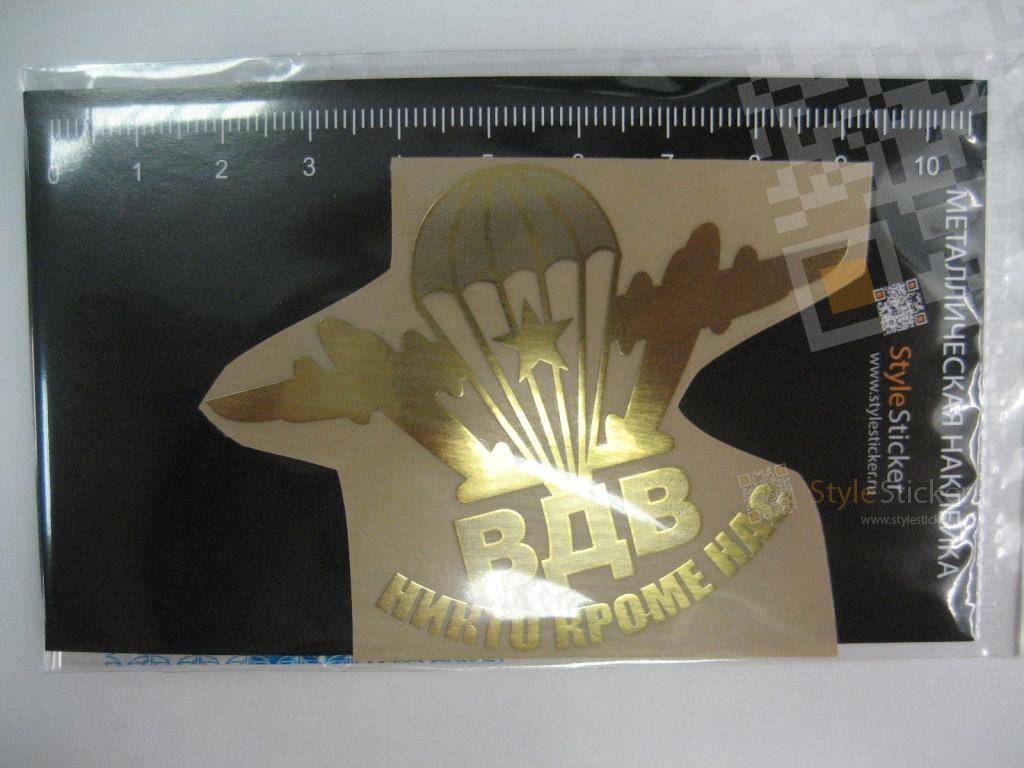 0 1 2 3 4 5 6 7 8 9 10
МЕТАЛЛИЧЕСКАЯ НАКЛЕЙКА
StyleSticker
www.stylesticker.ru
ВДВ
НИКТО КРОМЕ НАС
StyleSticker
www.stylesticker